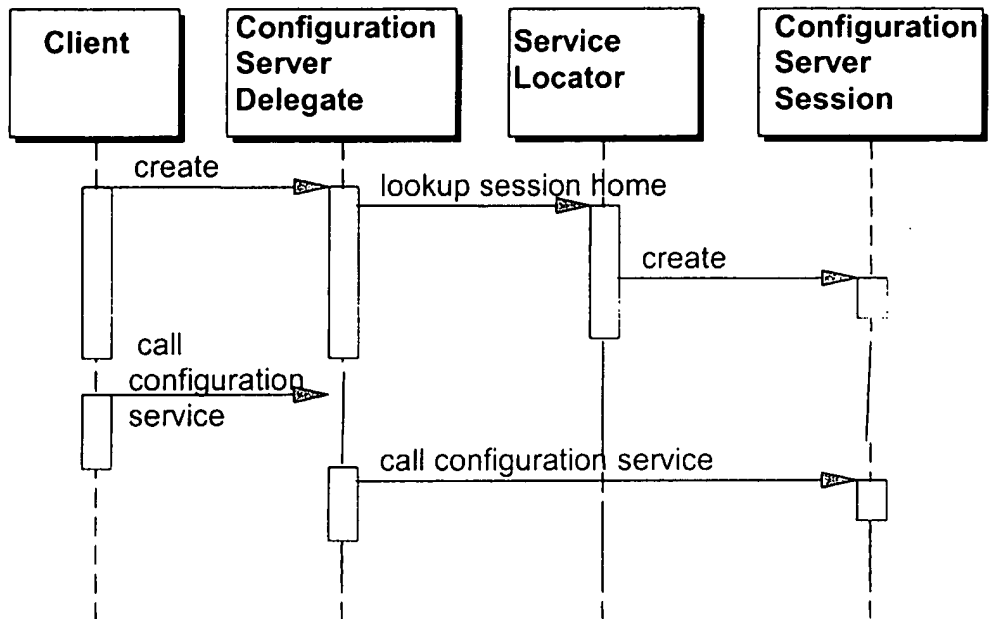 Client
Configuration
Server
Delegate
Service
Locator
Configuration
Server
Session
create
lookup session home
create
call
configuration
service
call configuration service